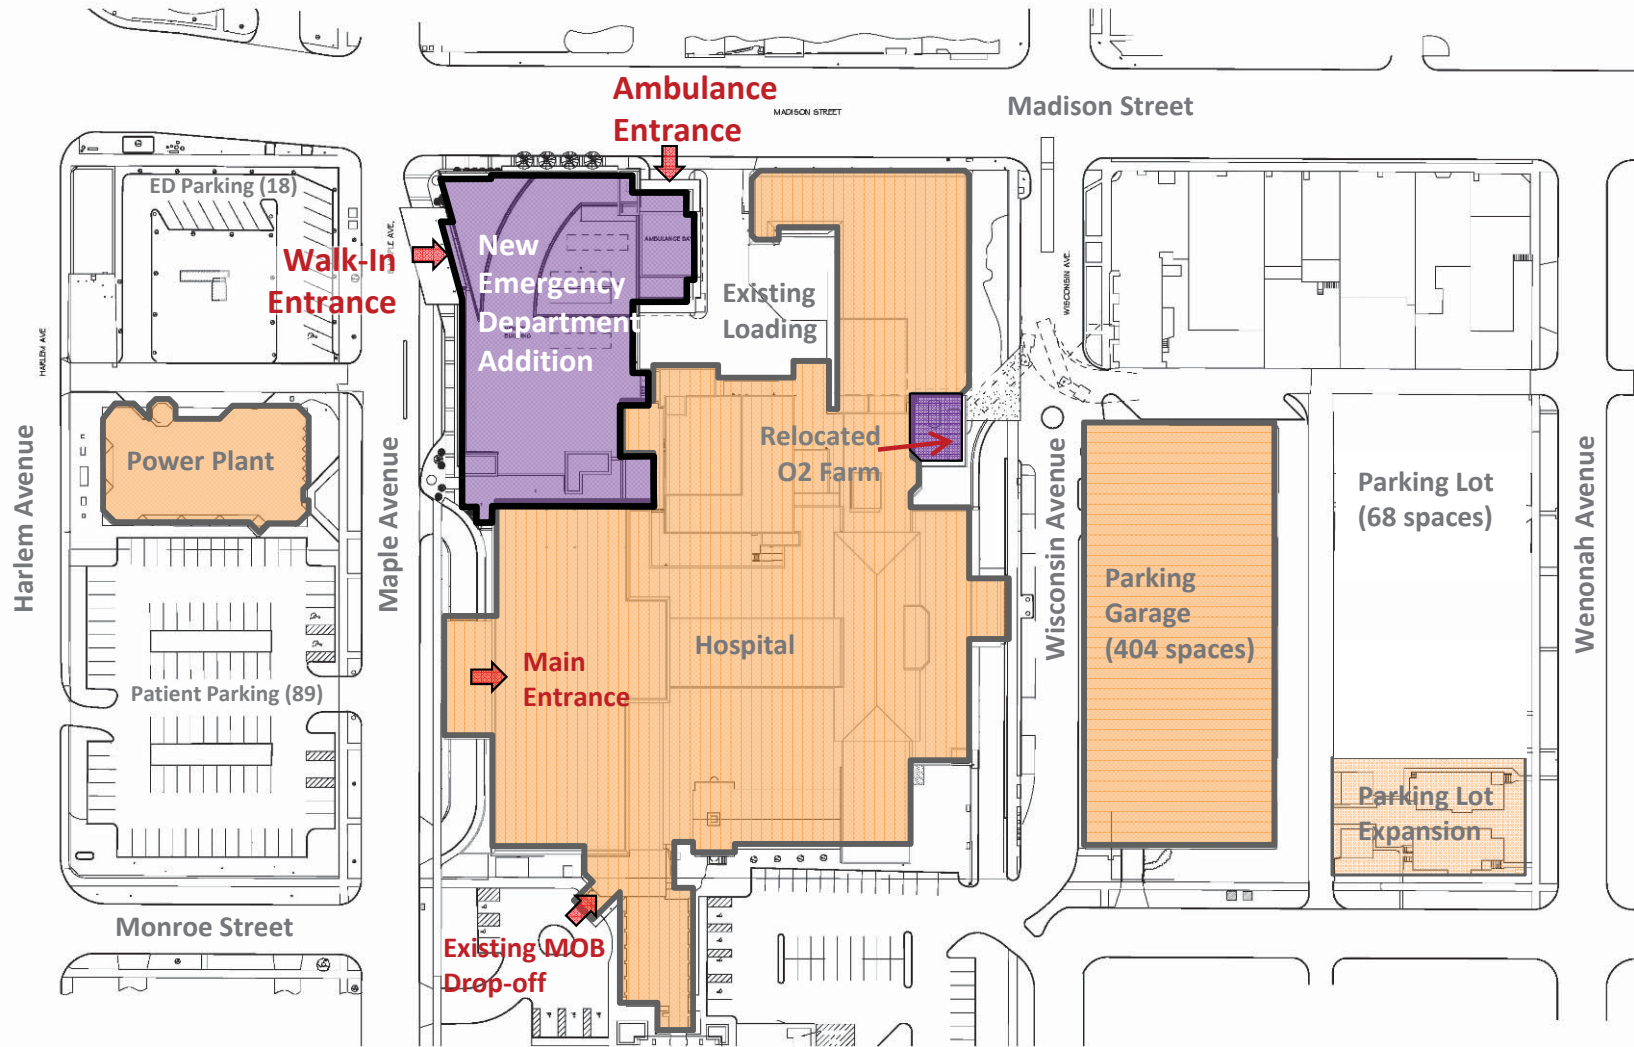 Ambulance
Entrance
MADISON STREET
Madison Street
ED Parking (18)
Walk-In
Entrance
New
Emergency
Department
Addition
AMBULANCE BAY
Existing
Loading
HARLEM AVE
WISCONSIN AVE.
Harlem Avenue
Power Plant
Maple Avenue
Relocated
O2 Farm
Wisconsin Avenue
Parking Lot
(68 spaces)
Wenonah Avenue
Parking
Garage
(404 spaces)
Hospital
Main
Entrance
Patient Parking (89)
Parking Lot
Expansion
Monroe Street
Existing MOB
Drop-off